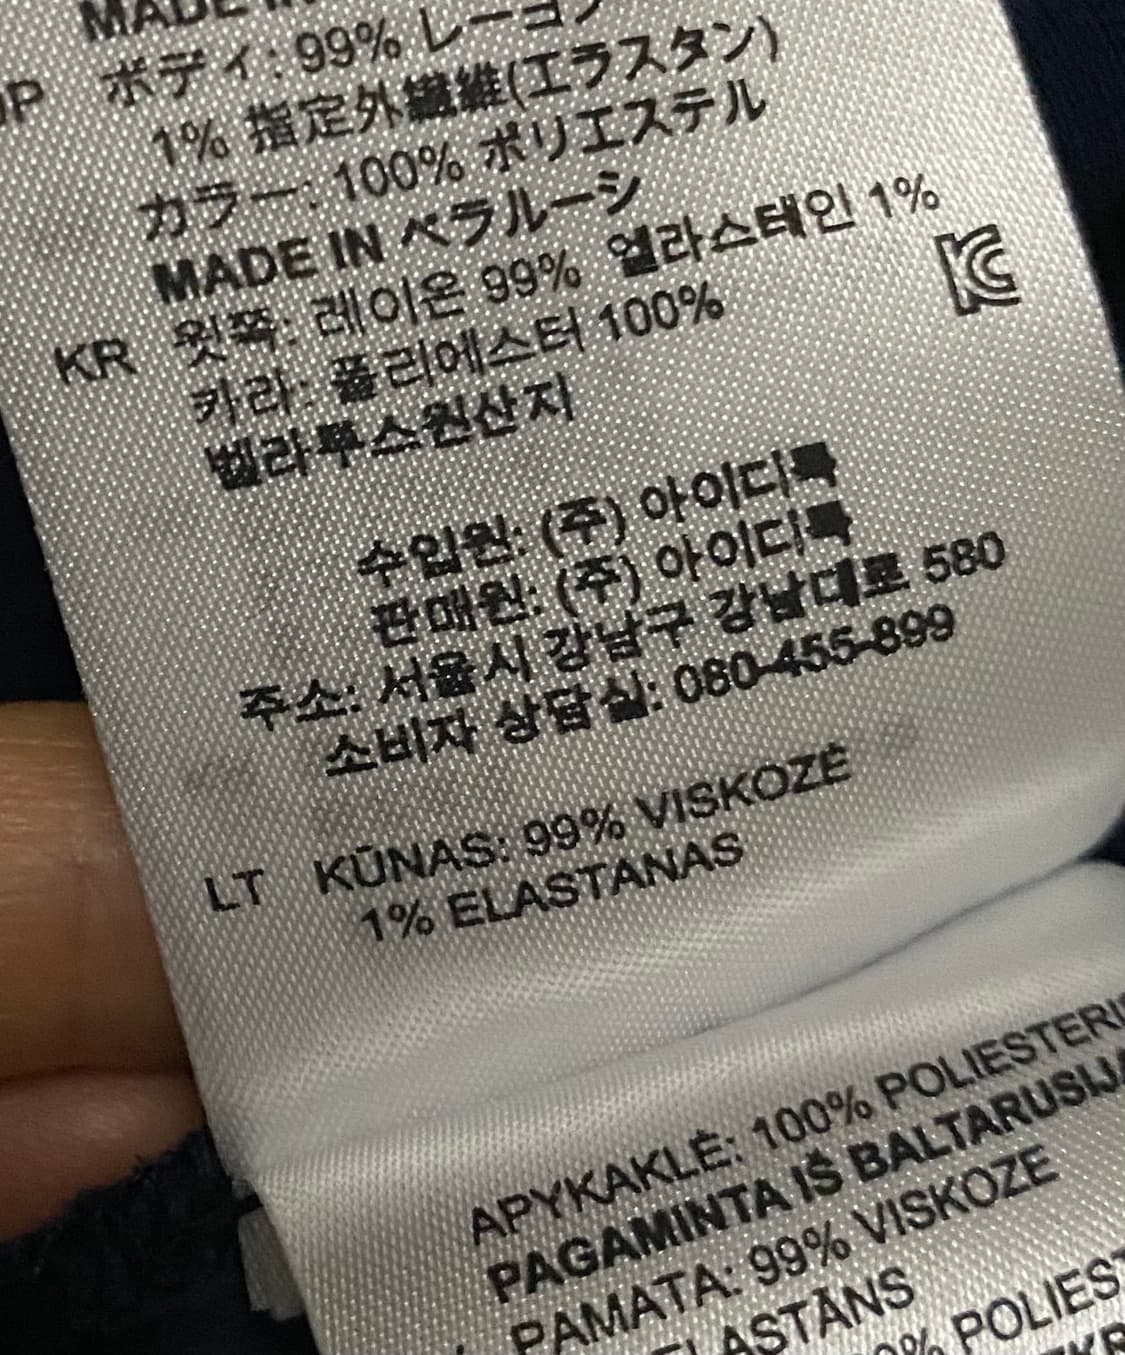 MADE IN
JP ボディ: 99% レーヨン
1% 指定外繊維(エラスタン)
カラー: 100% ポリエステル
MADE IN ベラルーシ
KR 윗쪽: 레이온 99% 엘라스테인 1%
카라: 폴리에스터 100%
벨라루스원산지
수입원: (주) 아이디룩
판매원: (주) 아이디룩
주소: 서울시 강남구 강남대로 580
소비자 상담실: 080-455-899
LT KŪNAS: 99% VISKOZĖ
1% ELASTANAS
APYKAKLĖ: 100% POLIESTERI
PAGAMINTA IŠ BALTARUSIJA
PAMATA: 99% VISKOZE
ELASTĀNS
0% POLIEST